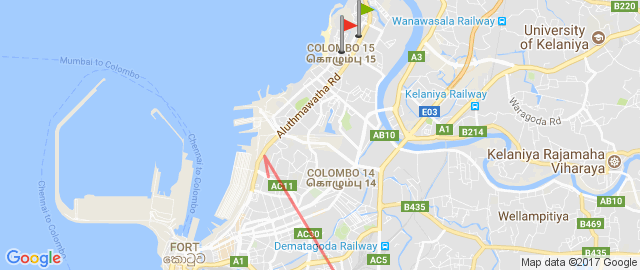 B220
Wanawasala Railway
COLOMBO 15
கொழும்பு 15
University
of Kelaniya
Mumbai to Colombo
A3
Kelaniya Railway
Aluthmawatha Rd
E03
Waragoda Rd
A1
B214
AB10
Chennai to Colombo
Kelaniya Rajamaha
Viharaya
COLOMBO 14
கொழும்பு 14
AC11
Chennai to Colombo
B435
AB10
Wellampitiya
B469
B435
AC30
FORT
කොටුව
Dematagoda Railway
A1
AC5
Google
Map data ©2017 Google